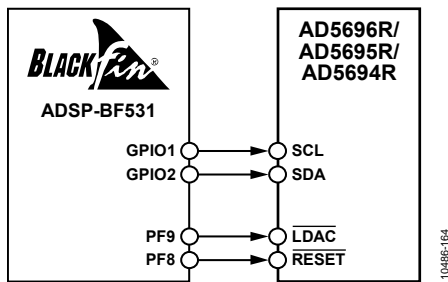 BLACKfin®
ADSP-BF531
GPIO1
GPIO2
PF9
PF8
AD5696R/
AD5695R/
AD5694R
SCL
SDA
LDAC
RESET
10486-164